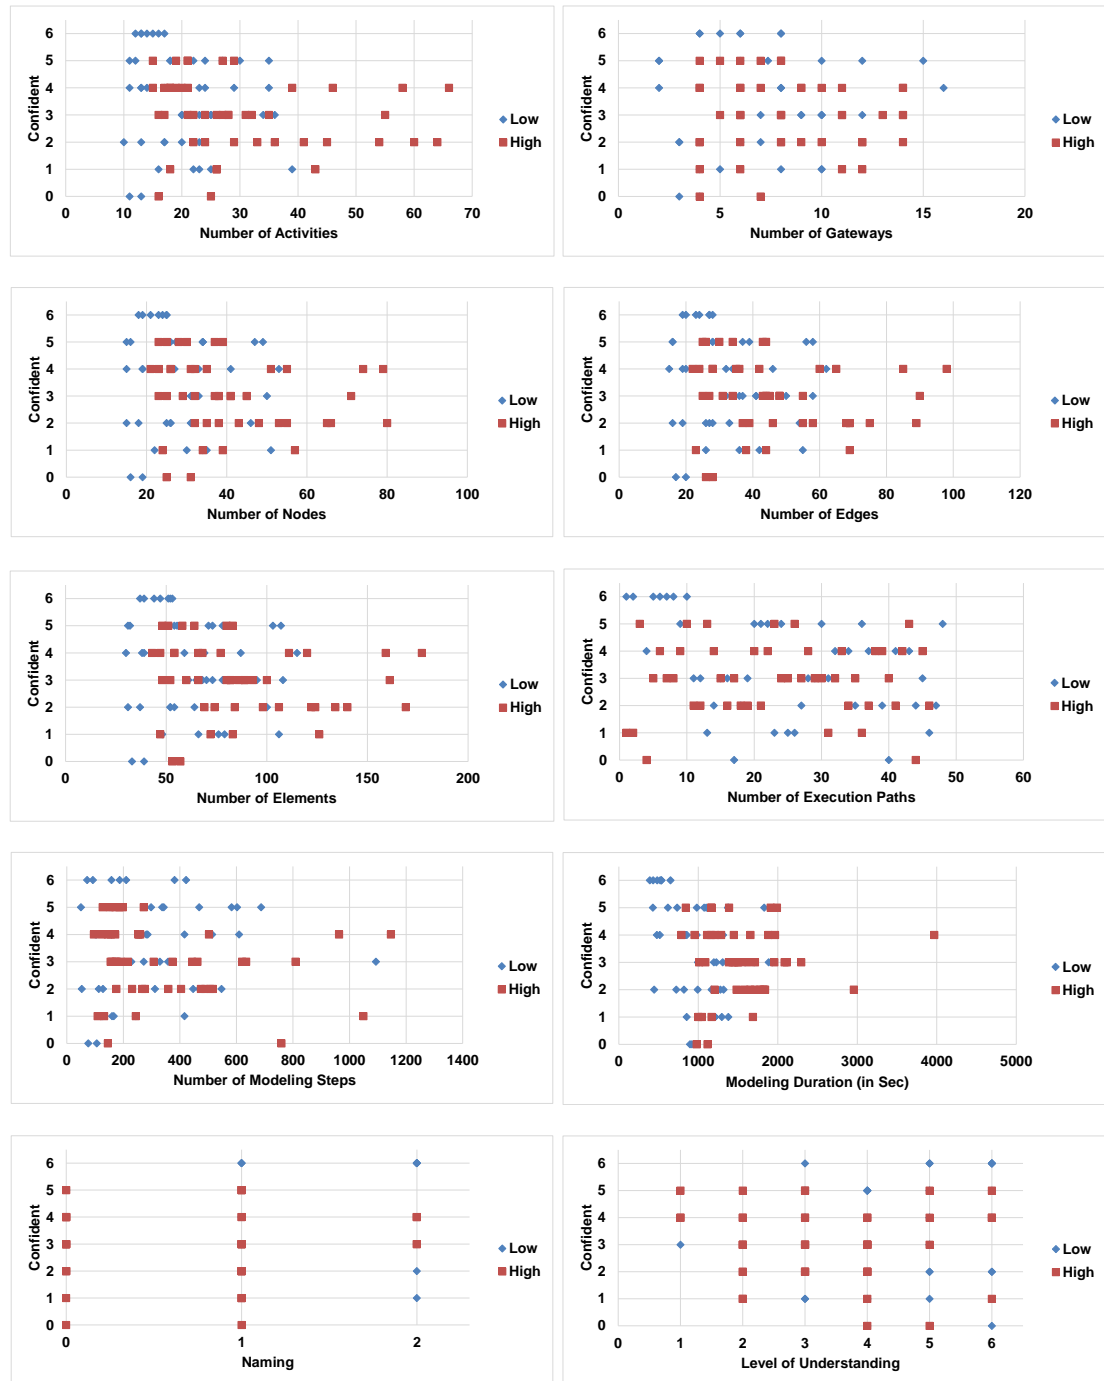 Confident
6
5
4
3
2
1
0
0 10 20 30 40 50 60 70
Number of Activities
Low
High
Confident
6
5
4
3
2
1
0
0 5 10 15 20
Number of Gateways
Low
High
Confident
6
5
4
3
2
1
0
0 20 40 60 80 100
Number of Nodes
Low
High
Confident
6
5
4
3
2
1
0
0 20 40 60 80 100 120
Number of Edges
Low
High
Confident
6
5
4
3
2
1
0
0 50 100 150 200
Number of Elements
Low
High
Confident
6
5
4
3
2
1
0
0 10 20 30 40 50 60
Number of Execution Paths
Low
High
Confident
6
5
4
3
2
1
0
0 200 400 600 800 1000 1200 1400
Number of Modeling Steps
Low
High
Confident
6
5
4
3
2
1
0
0 1000 2000 3000 4000 5000
Modeling Duration (in Sec)
Low
High
Confident
6
5
4
3
2
1
0
0 1 2
Naming
Low
High
Confident
6
5
4
3
2
1
0
0 1 2 3 4 5 6
Level of Understanding
Low
High